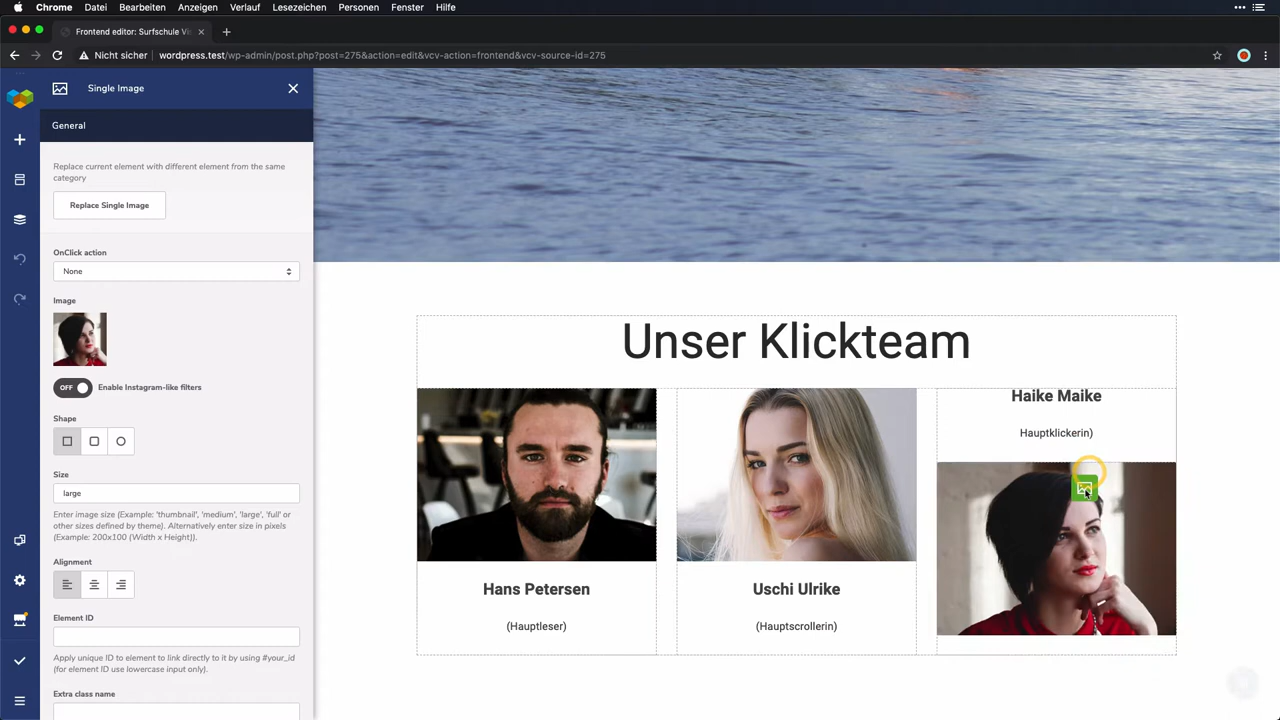 Chrome Datei Bearbeiten Anzeigen Verlauf Lesezeichen Personen Fenster Hilfe
Frontend editor: Surfschule
Nicht sicher wordpress.test/wp-admin/post.php?post=275&action=edit&vcv-action=frontend&vcv-source-id=275
Single Image
General
Replace current element with different element from the same
category
Replace Single Image
OnClick action
None
Image
OFF Enable Instagram-like filters
Shape
Size
large
Enter image size (Example: 'thumbnail', 'medium', 'large', 'full' or
other sizes defined by theme). Alternatively enter size in pixels
(Example: 200x100 (Width x Height)).
Alignment
Element ID
Apply unique ID to element to link directly to it by using #your_id
(for element ID use lowercase input only).
Extra class name
Unser Klickteam
Hans Petersen
(Hauptleser)
Uschi Ulrike
(Hauptscrollerin)
Haike Maike
Hauptklickerin)